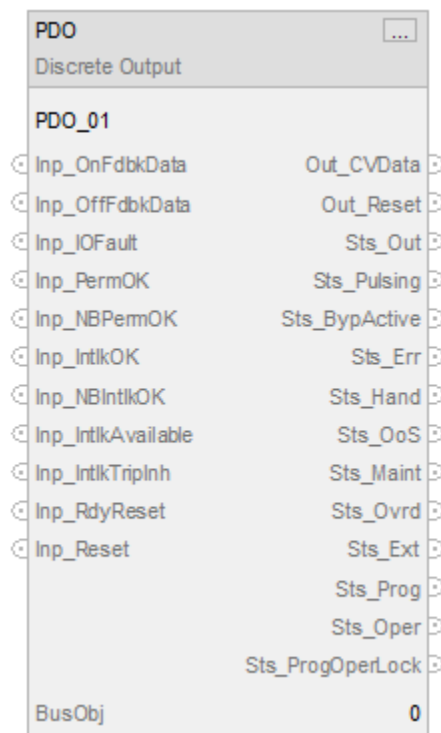 PDO ...
Discrete Output
PDO_01
Inp_OnFdbkData Out_CVData
Inp_OffFdbkData Out_Reset
Inp_IOFault Sts_Out
Inp_PermOK Sts_Pulsing
Inp_NBPermOK Sts_BypActive
Inp_IntlkOK Sts_Err
Inp_NBIntlkOK Sts_Hand
Inp_IntlkAvailable Sts_OoS
Inp_IntlkTripInh Sts_Maint
Inp_RdyReset Sts_Ovrd
Inp_Reset Sts_Ext
Sts_Prog
Sts_Oper
Sts_ProgOperLock
BusObj 0